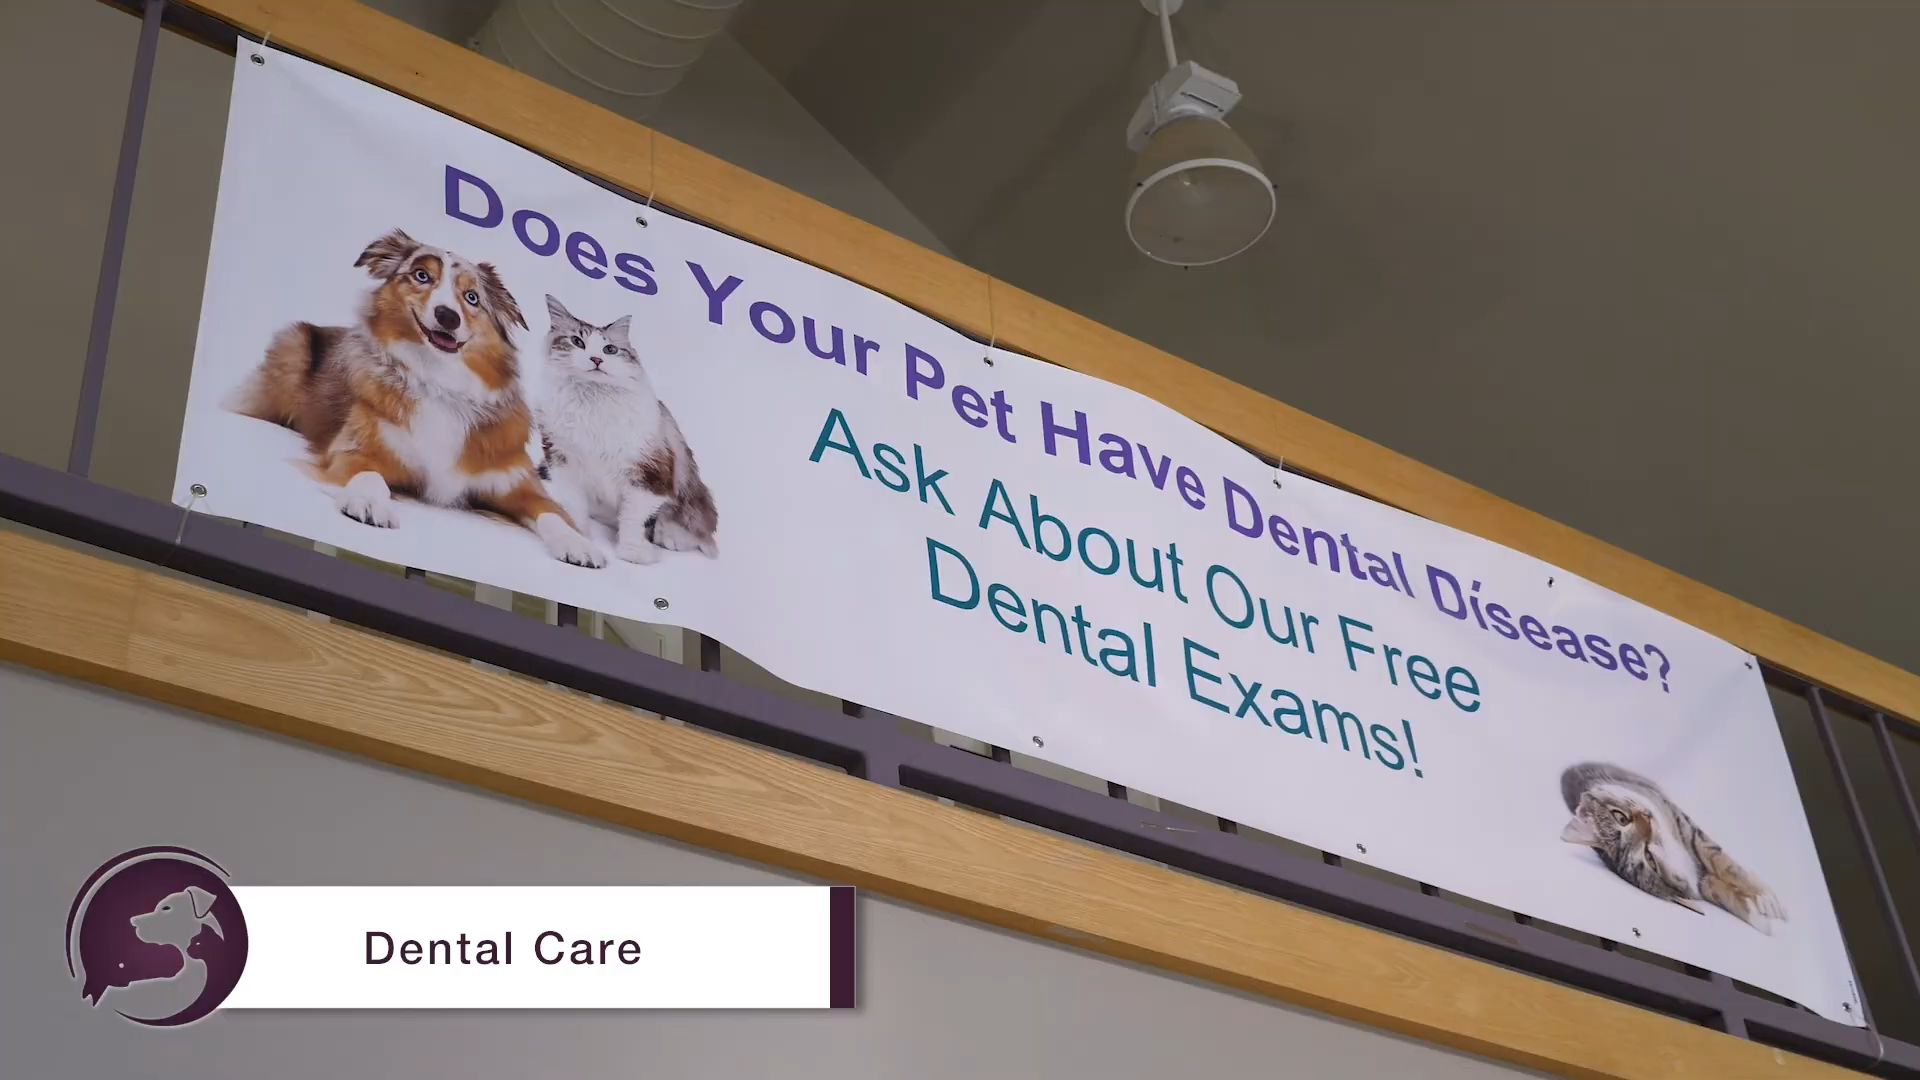 Does Your Pet Have Dental Disease?
Ask About Our Free
Dental Exams!
Dental Care